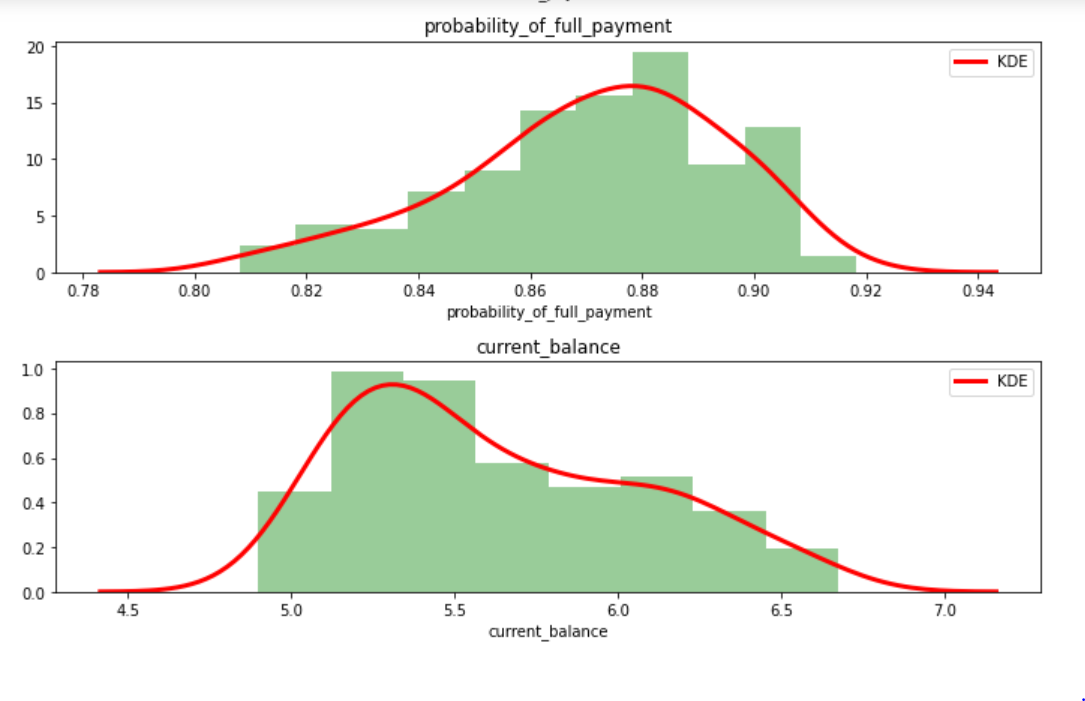 probability_of_full_payment
20
15
10
5
0
KDE
0.78 0.80 0.82 0.84 0.86 0.88 0.90 0.92 0.94
probability_of_full_payment
current_balance
1.0
0.8
0.6
0.4
0.2
0.0
KDE
4.5 5.0 5.5 6.0 6.5 7.0
current_balance